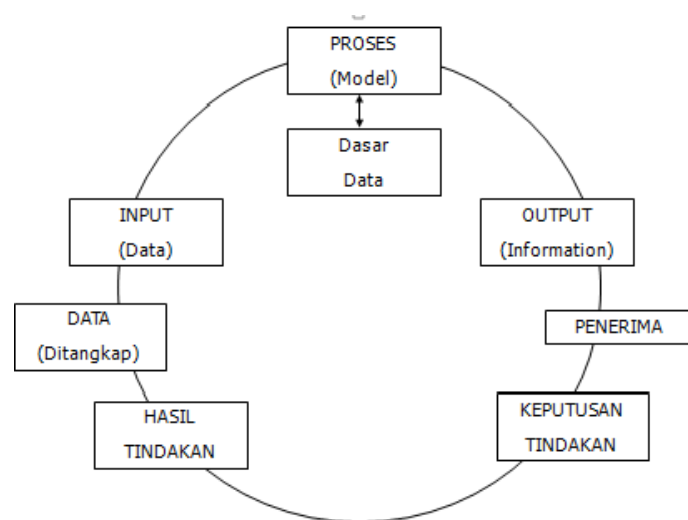 PROSES
(Model)
Dasar
Data
INPUT
(Data)
OUTPUT
(Information)
DATA
(Ditangkap)
PENERIMA
HASIL
TINDAKAN
KEPUTUSAN
TINDAKAN